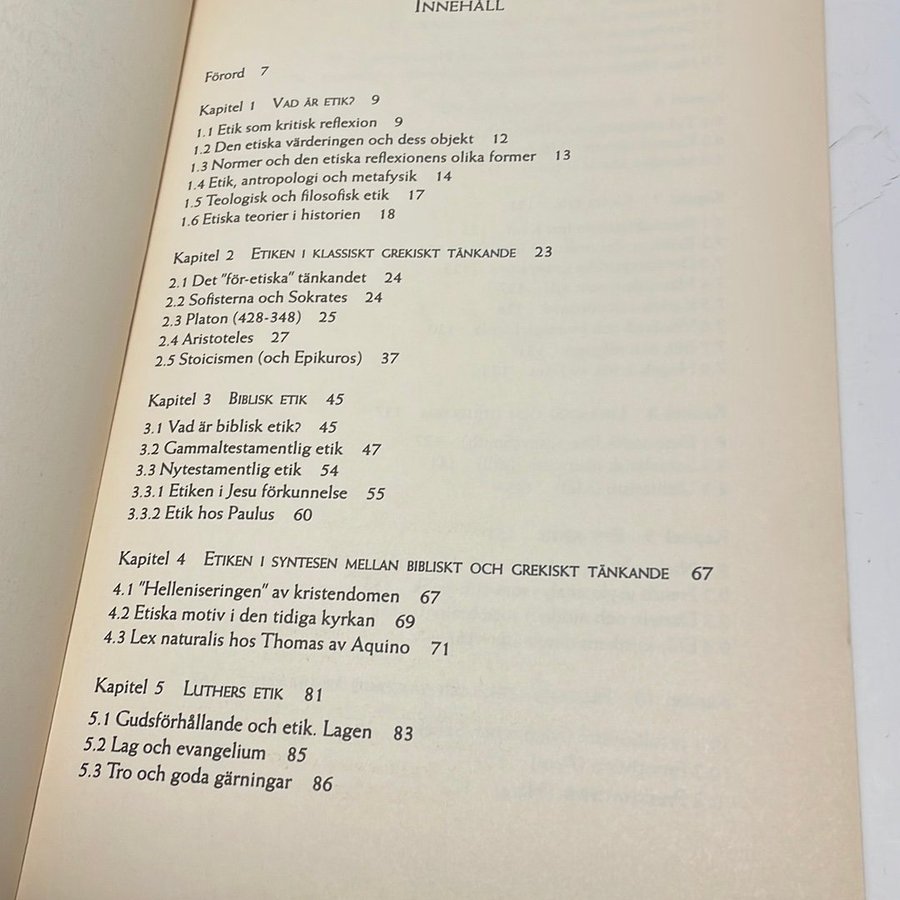 INNEHÅLL
Förord 7
Kapitel 1 VAD ÄR ETIK? 9
1.1 Etik som kritisk reflexion 9
1.2 Den etiska värderingen och dess objekt 12
1.3 Normer och den etiska reflexionens olika former 13
1.4 Etik, antropologi och metafysik 14
1.5 Teologisk och filosofisk etik 17
1.6 Etiska teorier i historien 18
Kapitel 2 ETIKEN I KLASSISKT GREKISKT TÄNKANDE 23
2.1 Det "för-etiska" tänkandet 24
2.2 Sofisterna och Sokrates 24
2.3 Platon (428-348) 25
2.4 Aristoteles 27
2.5 Stoicismen (och Epikuros) 37
Kapitel 3 BIBLISK ETIK 45
3.1 Vad är biblisk etik? 45
3.2 Gammaltestamentlig etik 47
3.3 Nytestamentlig etik 54
3.3.1 Etiken i Jesu förkunnelse 55
3.3.2 Etik hos Paulus 60
Kapitel 4 ETIKEN I SYNTESEN MELLAN BIBLISKT OCH GREKISKT TÄNKANDE 67
4.1 "Helleniseringen" av kristendomen 67
4.2 Etiska motiv i den tidiga kyrkan 69
4.3 Lex naturalis hos Thomas av Aquino 71
Kapitel 5 LUTHERS ETIK 81
5.1 Gudsförhållande och etik. Lagen 83
5.2 Lag och evangelium 85
5.3 Tro och goda gärningar 86